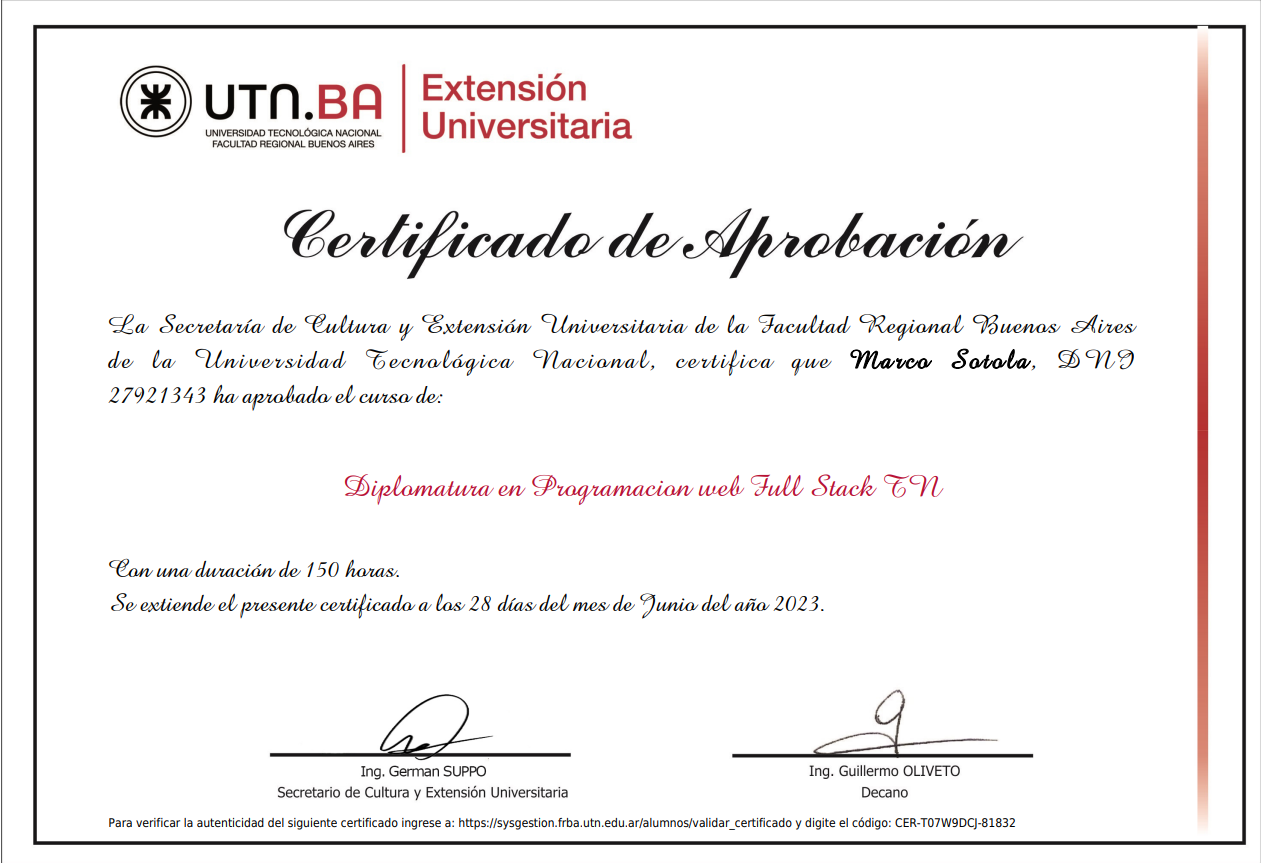 UTN.BA
UNIVERSIDAD TECNOLÓGICA NACIONAL
FACULTAD REGIONAL BUENOS AIRES
Extensión
Universitaria
Certificado de Aprobación
La Secretaría de Cultura y Extensión Universitaria de la Facultad Regional Buenos Aires
de la Universidad Tecnológica Nacional, certifica que Marco Sotola, DNI
27921343 ha aprobado el curso de:
Diplomatura en Programacion web Full Stack TN
Con una duración de 150 horas.
Se extiende el presente certificado a los 28 días del mes de Junio del año 2023.
Ing. German SUPPO
Secretario de Cultura y Extensión Universitaria
Ing. Guillermo OLIVETO
Decano
Para verificar la autenticidad del siguiente certificado ingrese a: https://sysgestion.frba.utn.edu.ar/alumnos/validar_certificado y digite el código: CER-T07W9DCJ-81832